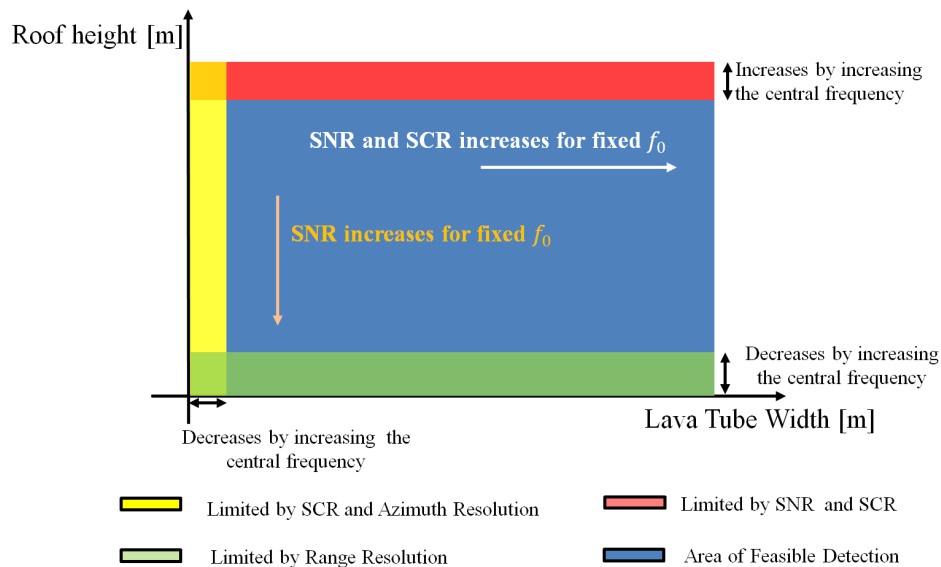 Roof height [m]
Increases by increasing
the central frequency
SNR and SCR increases for fixed f₀
SNR increases for fixed f₀
Decreases by increasing
the central frequency
Lava Tube Width [m]
Decreases by increasing the
central frequency
Limited by SCR and Azimuth Resolution
Limited by SNR and SCR
Limited by Range Resolution
Area of Feasible Detection